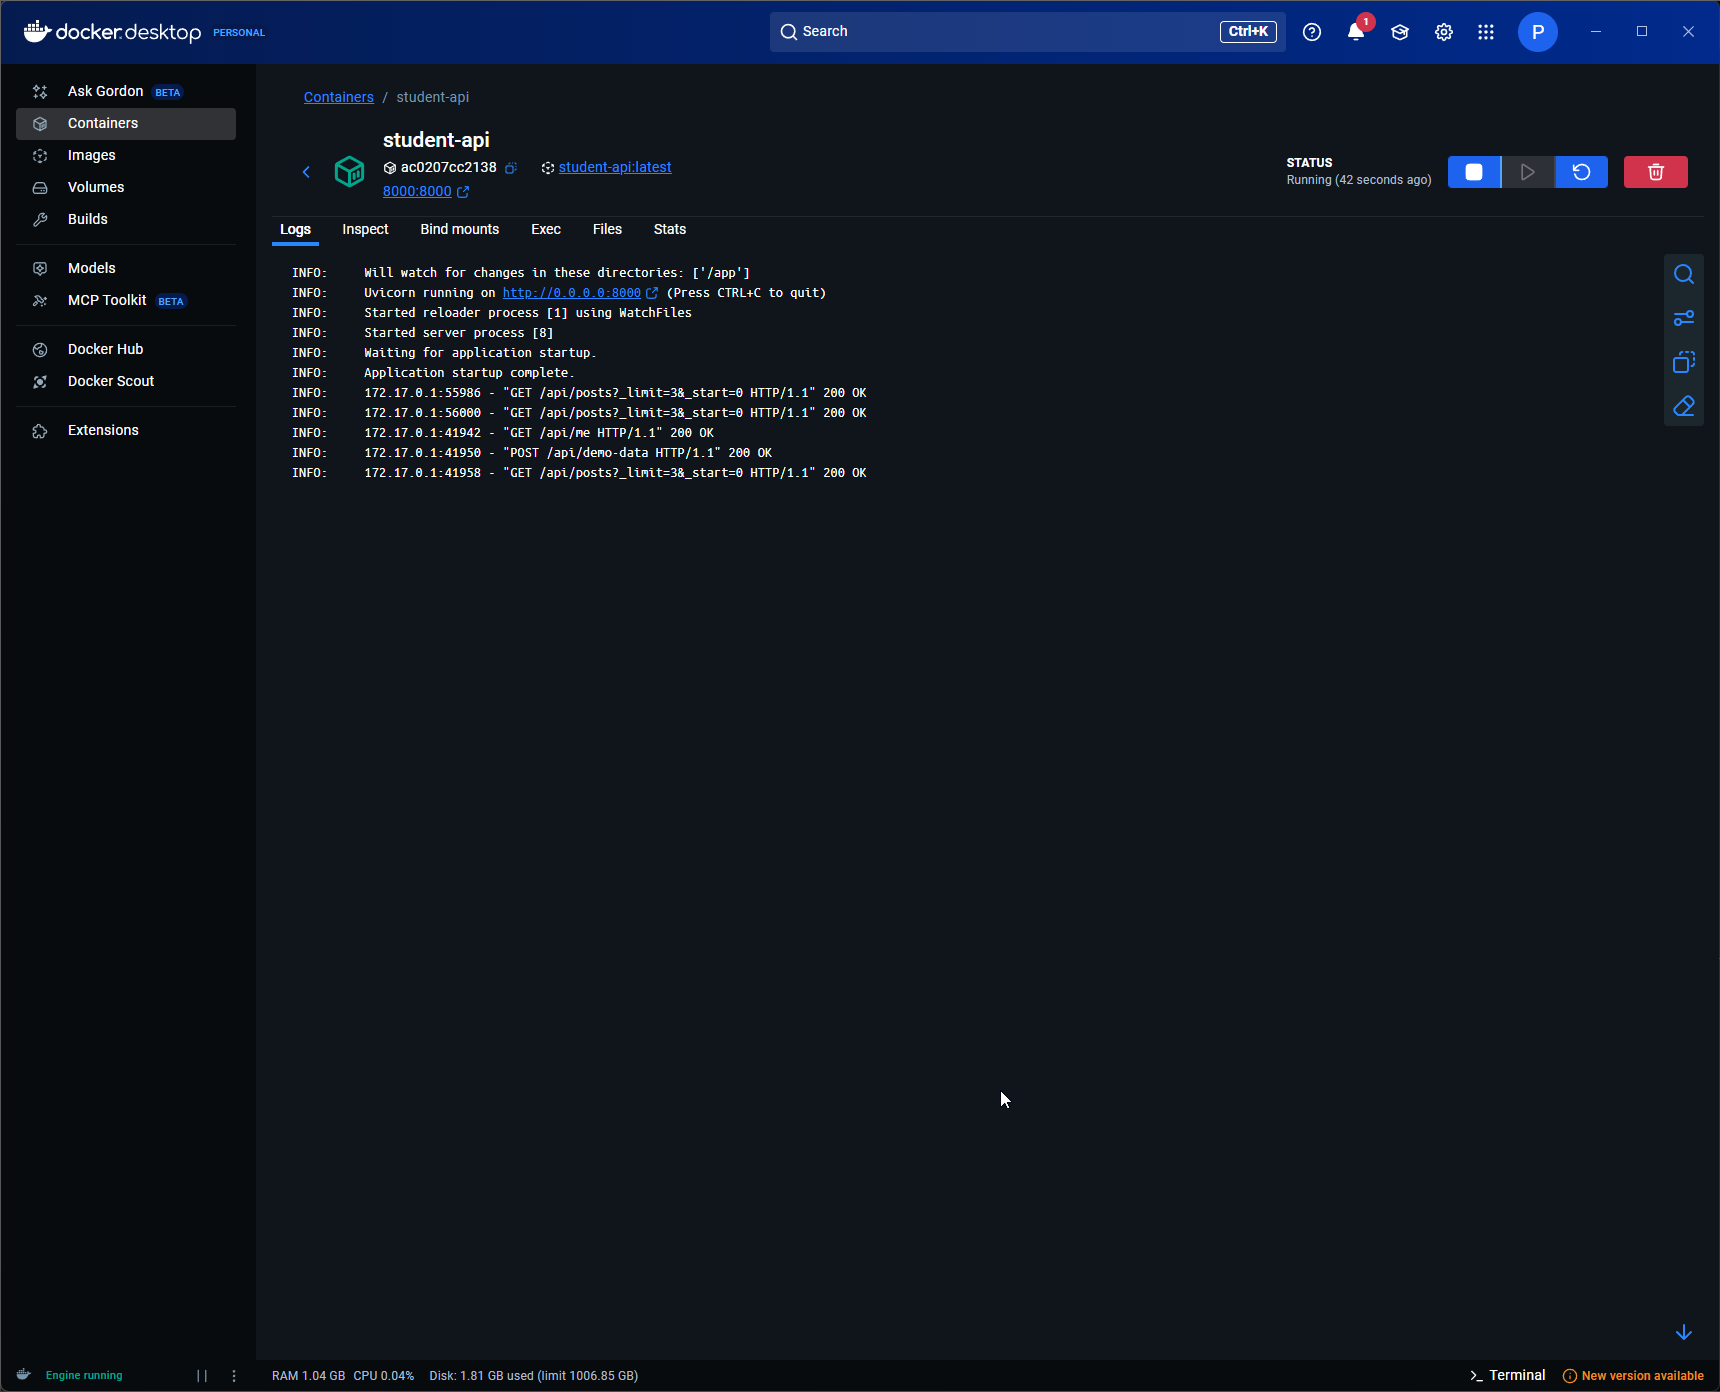 docker.desktop PERSONAL
Search
Ctrl+K
1
P
Ask Gordon BETA
Containers
Images
Volumes
Builds
Models
MCP Toolkit BETA
Docker Hub
Docker Scout
Extensions
Containers / student-api
student-api
ac0207cc2138 student-api:latest
8000:8000
STATUS
Running (42 seconds ago)
Logs Inspect Bind mounts Exec Files Stats
INFO: Will watch for changes in these directories: ['/app']
INFO: Uvicorn running on http://0.0.0.0:8000 (Press CTRL+C to quit)
INFO: Started reloader process [1] using WatchFiles
INFO: Started server process [8]
INFO: Waiting for application startup.
INFO: Application startup complete.
INFO: 172.17.0.1:55986 - "GET /api/posts?_limit=3&_start=0 HTTP/1.1" 200 OK
INFO: 172.17.0.1:56000 - "GET /api/posts?_limit=3&_start=0 HTTP/1.1" 200 OK
INFO: 172.17.0.1:41942 - "GET /api/me HTTP/1.1" 200 OK
INFO: 172.17.0.1:41950 - "POST /api/demo-data HTTP/1.1" 200 OK
INFO: 172.17.0.1:41958 - "GET /api/posts?_limit=3&_start=0 HTTP/1.1" 200 OK
Engine running
RAM 1.04 GB CPU 0.04% Disk: 1.81 GB used (limit 1006.85 GB)
Terminal
New version available